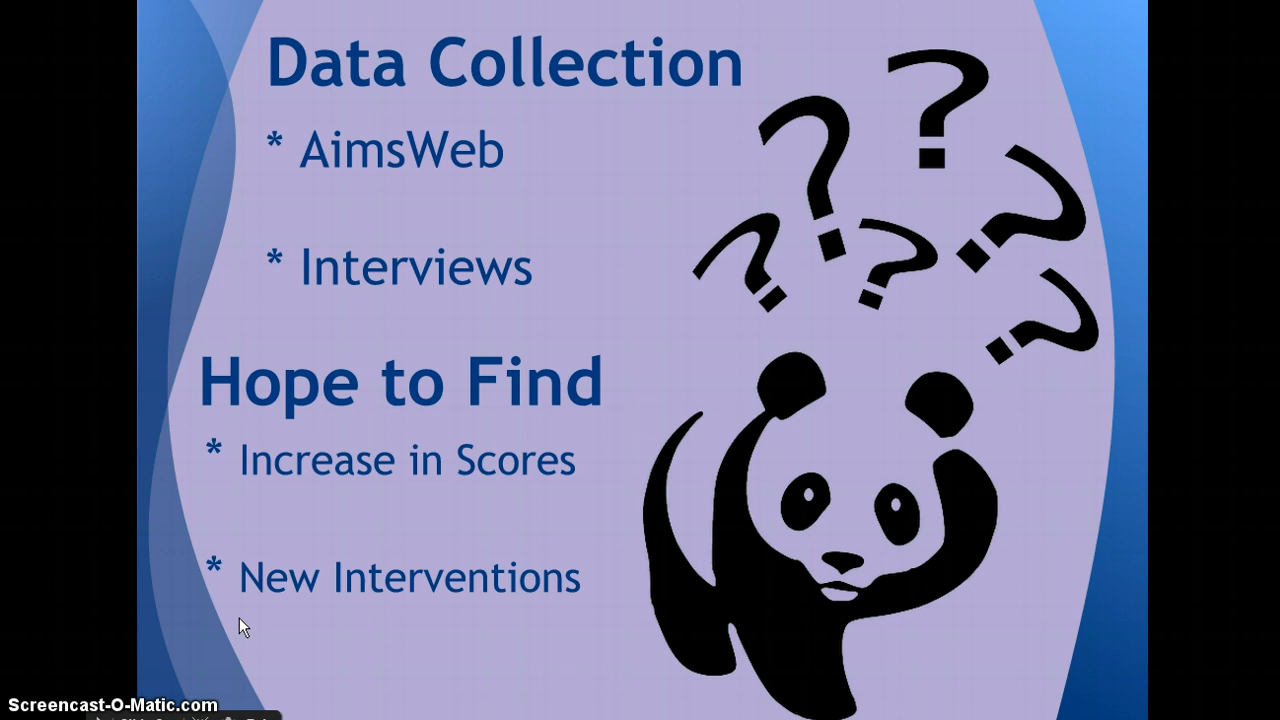 Data Collection
* AimsWeb
* Interviews
Hope to Find
* Increase in Scores
* New Interventions
? ? ? ? ? ?
Screencast-O-Matic.com